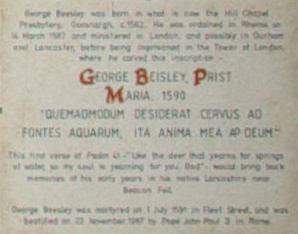 George Beesley was born in what is now the Hill Chapel
Presbytery, Goosnargh, c.1562. He was ordained in Rheims on
14 March 1587 and ministered in London, and possibly in Durham
and Lancaster, before being imprisoned in the Tower of London,
where he carved this inscription -
GEORGE BEISLEY, PRIST
MARIA, 1590
"QUEMADMODUM DESIDERAT CERVUS AD
FONTES AQUARUM, ITA ANIMA MEA AP DEUM"
This first verse of Psalm 41 - "Like the deer that yearns for springs
of water, so my soul is yearning for you, God" - would bring back
memories of his early years in his native Lancashire near
Beacon Fell.
George Beesley was martyred on 1 July 1591 in Fleet Street, and was
beatified on 22 November 1987 by Pope John Paul II in Rome.